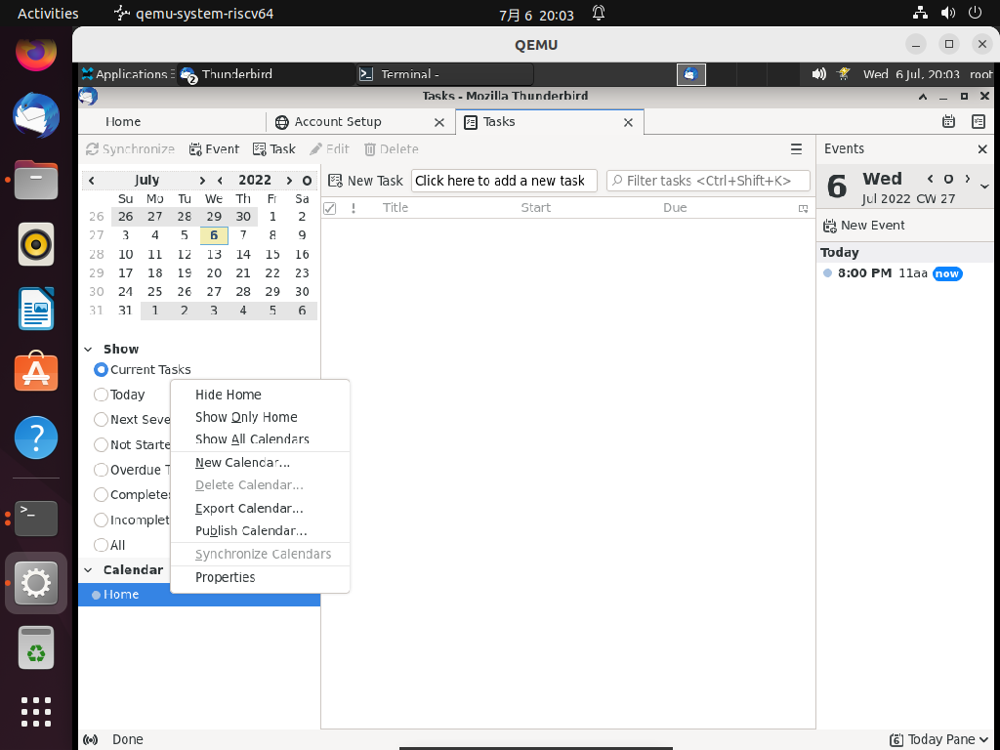 Activities qemu-system-riscv64 7月 6 20:03
QEMU
Applications 2 Thunderbird Terminal - Wed 6 Jul, 20:03 root
Tasks - Mozilla Thunderbird
Home Account Setup Tasks
Synchronize Event Task Edit Delete Events
July 2022 New Task Click here to add a new task Filter tasks <Ctrl+Shift+K> 6 Wed
Jul 2022 CW 27
Su Mo Tu We Th Fr Sa ! Title Start Due
26 26 27 28 29 30 1 2
New Event
27 3 4 5 6 7 8 9
28 10 11 12 13 14 15 16 Today
29 17 18 19 20 21 22 23 8:00 PM 11aa now
30 24 25 26 27 28 29 30
31 31 1 2 3 4 5 6
Show
Current Tasks
Today
Next Seve
Not Starte
Overdue T
Complete
Incomplet
All
Calendar
Home
Hide Home
Show Only Home
Show All Calendars
New Calendar...
Delete Calendar...
Export Calendar...
Publish Calendar...
Synchronize Calendars
Properties
Done 6 Today Pane